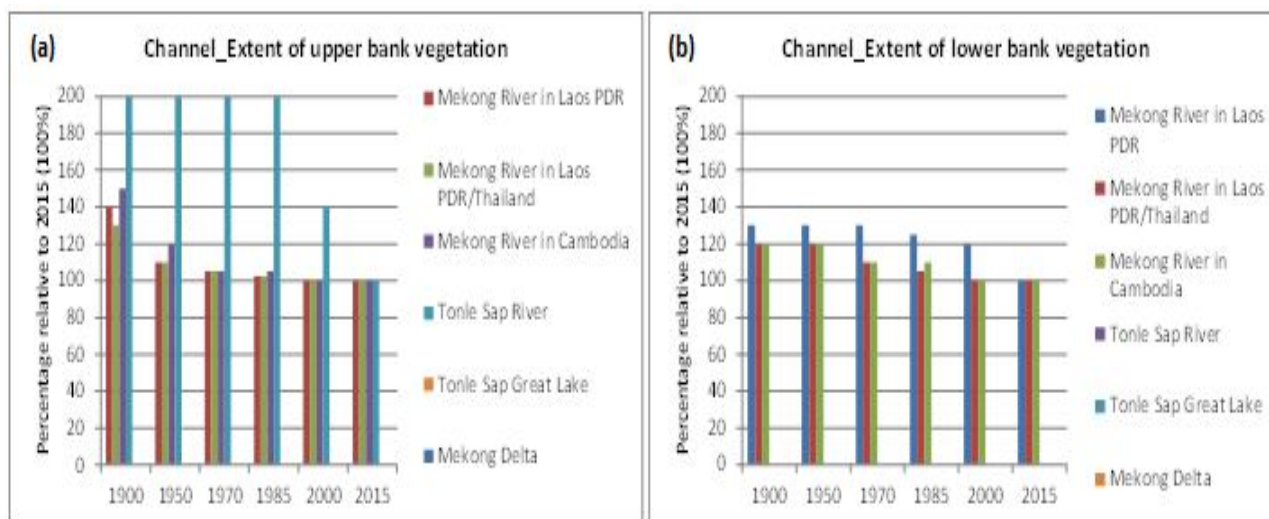 (a)
Channel_Extent of upper bank vegetation
Percentage relative to 2015 (100%)
200
180
160
140
120
100
80
60
40
20
0
1900 1950 1970 1985 2000 2015
Mekong River in Laos PDR
Mekong River in Laos
PDR/Thailand
Mekong River in Cambodia
Tonle Sap River
Tonle Sap Great Lake
Mekong Delta
(b)
Channel_Extent of lower bank vegetation
Percentage relative to 2015 (100%)
200
180
160
140
120
100
80
60
40
20
0
1900 1950 1970 1985 2000 2015
Mekong River in Laos
PDR
Mekong River in Laos
PDR/Thailand
Mekong River in
Cambodia
Tonle Sap River
Tonle Sap Great Lake
Mekong Delta